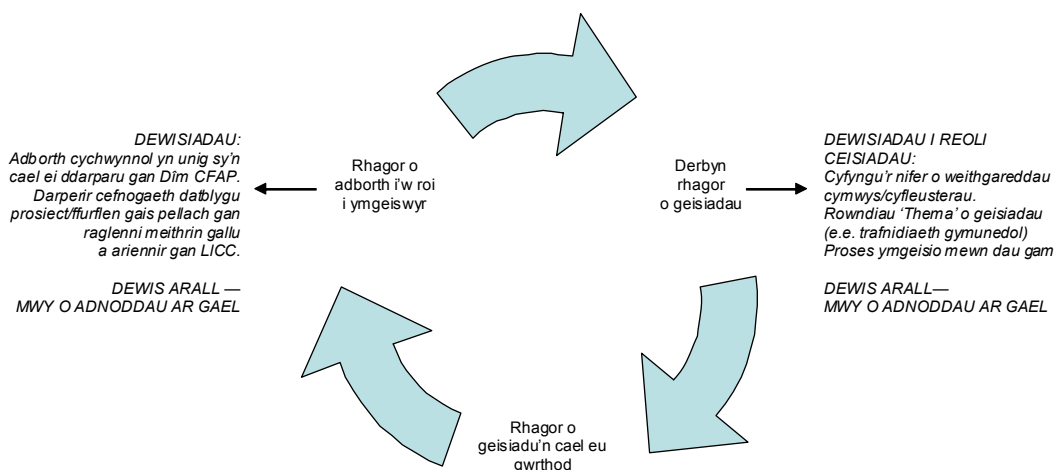 DEWISIADAU:
Adborth cychwynnol yn unig sy'n
cael ei ddarparu gan Dîm CFAP.
Darperir cefnogaeth datblygu
prosiect/ffurflen gais pellach gan
raglenni meithrin gallu
a ariennir gan LlCC.
DEWIS ARALL —
MWY O ADNODDAU AR GAEL
Rhagor o
adborth i'w roi
i ymgeiswyr
Derbyn
rhagor
o geisiadau
DEWISIADAU I REOLI
CEISIADAU:
Cyfyngu'r nifer o weithgareddau
cymwys/cyfleusterau.
Rowndiau 'Thema' o geisiadau
(e.e. trafnidiaeth gymunedol)
Proses ymgeisio mewn dau gam
DEWIS ARALL—
MWY O ADNODDAU AR GAEL
Rhagor o
geisiadu'n cael eu
gwrthod